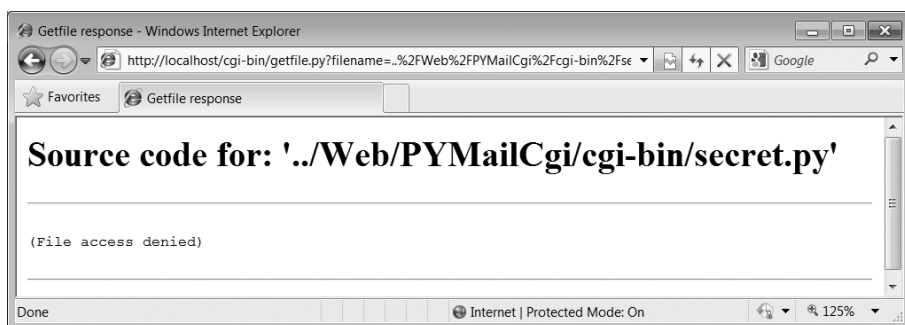 Getfile response - Windows Internet Explorer
http://localhost/cgi-bin/getfile.py?filename=..%2FWeb%2FPYMailCgi%2Fcgi-bin%2Fse
Google
Favorites
Getfile response
Source code for: '../Web/PYMailCgi/cgi-bin/secret.py'
(File access denied)
Done
Internet | Protected Mode: On
125%